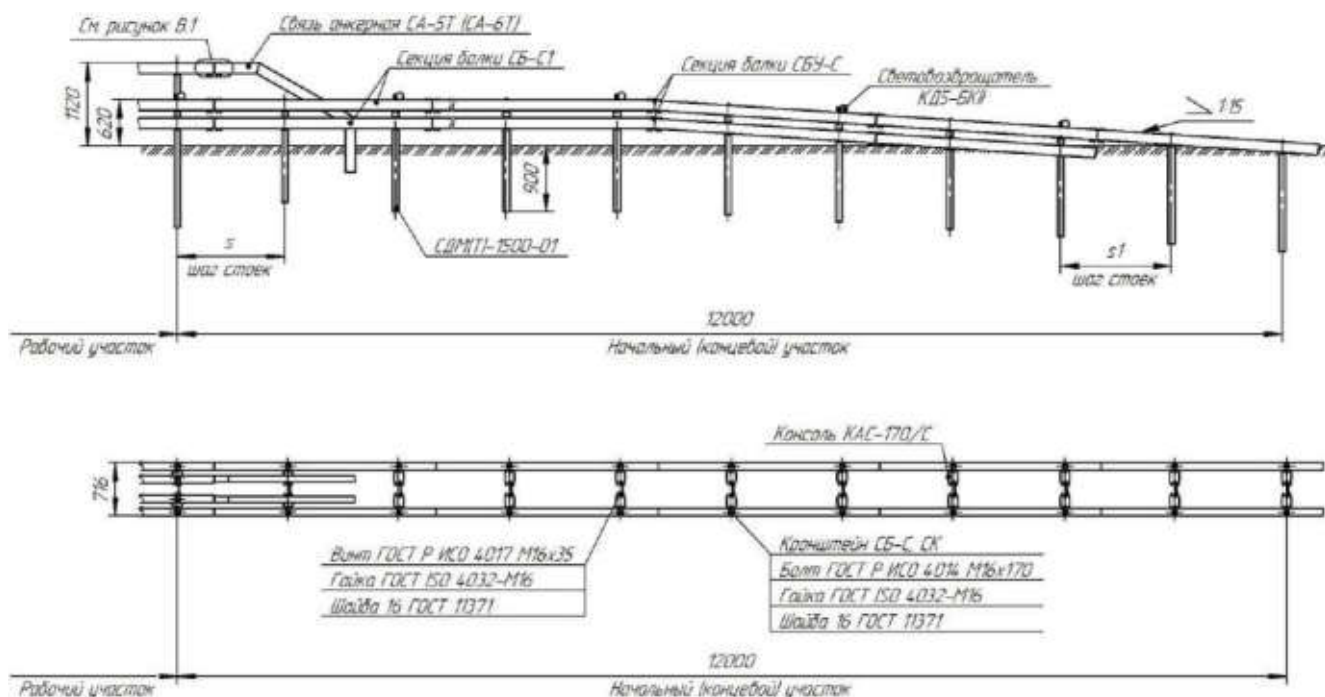 См. рисунок В.1
Связь анкерная СА-5Т (СА-6Т)
Секция балки СБ-С1
Секция балки СБУ-С
Световозвращатель
КД5-БКII
1:15
1120
620
900
СДМ(Т)-1500-01
s
шаг стоек
s1
шаг стоек
12000
Рабочий участок
Начальный (концевой) участок
Консоль КАС-170/С
716
Винт ГОСТ Р ИСО 4017 М16х35
Гайка ГОСТ ISO 4032-М16
Шайба 16 ГОСТ 11371
Кронштейн СБ-С, СК
Болт ГОСТ Р ИСО 4014 М16х170
Гайка ГОСТ ISO 4032-М16
Шайба 16 ГОСТ 11371
12000
Рабочий участок
Начальный (концевой) участок